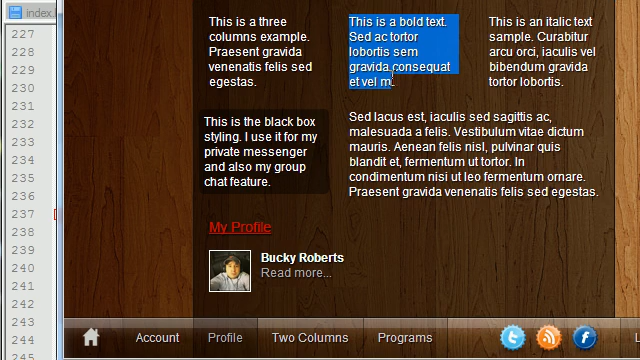 index.
227
228
229
230
231
232
233
234
235
236
237
238
239
240
241
242
243
244
This is a three
columns example.
Praesent gravida
venenatis felis sed
egestas.
This is a bold text.
Sed ac tortor
lobortis sem
gravida consequat
et vel
This is an italic text
sample. Curabitur
arcu orci, iaculis vel
bibendum gravida
tortor lobortis.
This is the black box
styling. I use it for my
private messenger
and also my group
chat feature.
Sed lacus est, iaculis sed sagittis ac,
malesuada a felis. Vestibulum vitae dictum
mauris. Aenean felis nisl, pulvinar quis
blandit et, fermentum ut tortor. In
condimentum nisi ut leo fermentum ornare.
Praesent gravida venenatis felis sed egestas.
My Profile
Bucky Roberts
Read more...
Account Profile Two Columns Programs